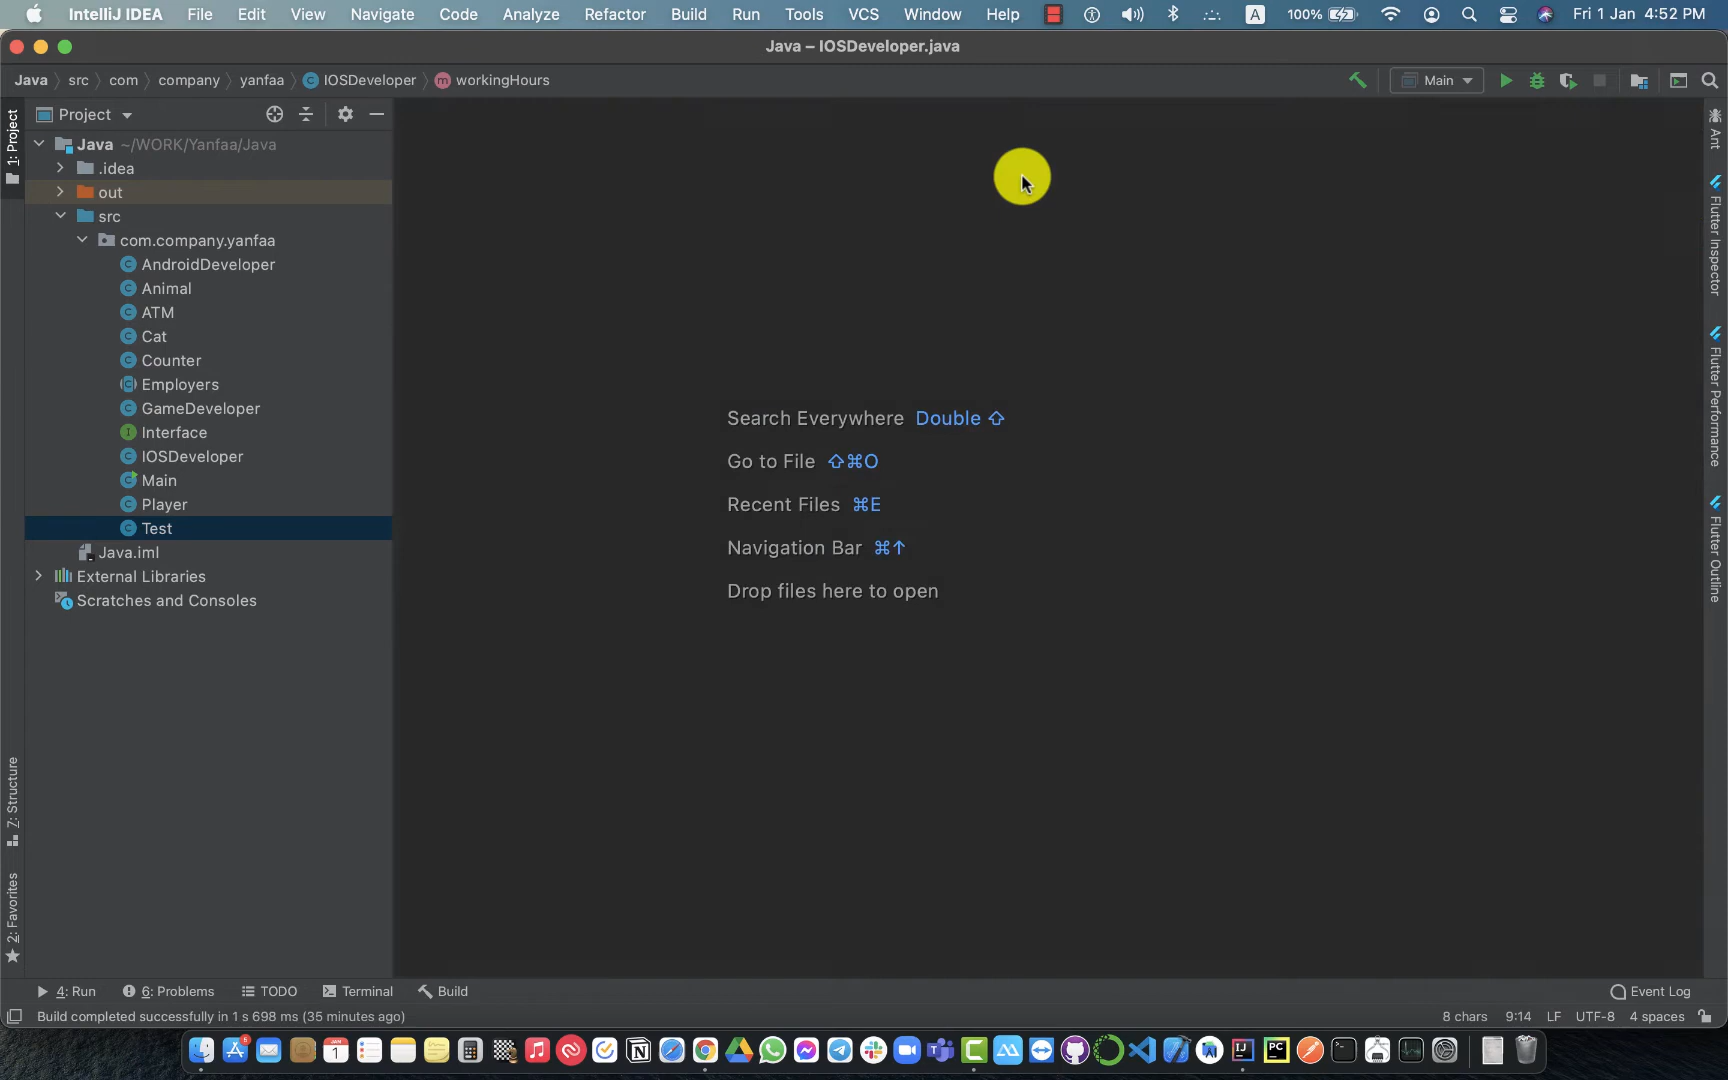 IntelliJ IDEA File Edit View Navigate Code Analyze Refactor Build Run Tools VCS Window Help A 100% Fri 1 Jan 4:52 PM
Java – IOSDeveloper.java
Java src com company yanfaa C IOSDeveloper m workingHours Main
1: Project
Project
Java ~/WORK/Yanfaa/Java
.idea
out
src
com.company.yanfaa
C AndroidDeveloper
C Animal
C ATM
C Cat
C Counter
C Employers
C GameDeveloper
I Interface
C IOSDeveloper
C Main
C Player
C Test
Java.iml
External Libraries
Scratches and Consoles
Search Everywhere Double ⇧
Go to File ⇧⌘O
Recent Files ⌘E
Navigation Bar ⌘↑
Drop files here to open
Ant
Flutter Inspector
Flutter Performance
Flutter Outline
Z: Structure
2: Favorites
4: Run 6: Problems TODO Terminal Build Event Log
Build completed successfully in 1 s 698 ms (35 minutes ago) 8 chars 9:14 LF UTF-8 4 spaces